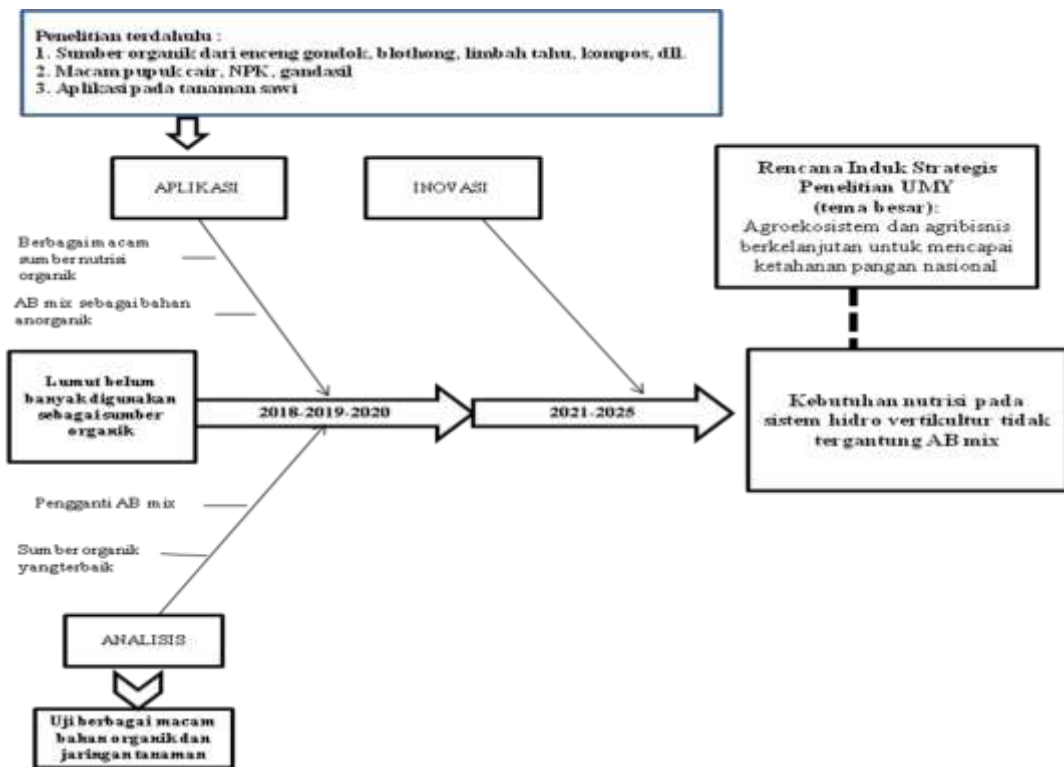 Penelitian terdahulu :
1. Sumber organik dari enceng gondok, blothong, limbah tahu, kompos, dll.
2. Macam pupuk cair, NPK, gandasil
3. Aplikasi pada tanaman sawi
APLIKASI
INOVASI
Rencana Induk Strategis
Penelitian UMY
(tema besar):
Agroekosistem dan agribisnis
berkelanjutan untuk mencapai
ketahanan pangan nasional
Berbagai macam
sumber nutrisi
organik
AB mix sebagai bahan
anorganik
Lumut belum
banyak digunakan
sebagai sumber
organik
2018-2019-2020
2021-2025
Kebutuhan nutrisi pada
sistem hidro vertikultur tidak
tergantung AB mix
Pengganti AB mix
Sumber organik
yang terbaik
ANALISIS
Uji berbagai macam
bahan organik dan
jaringan tanaman